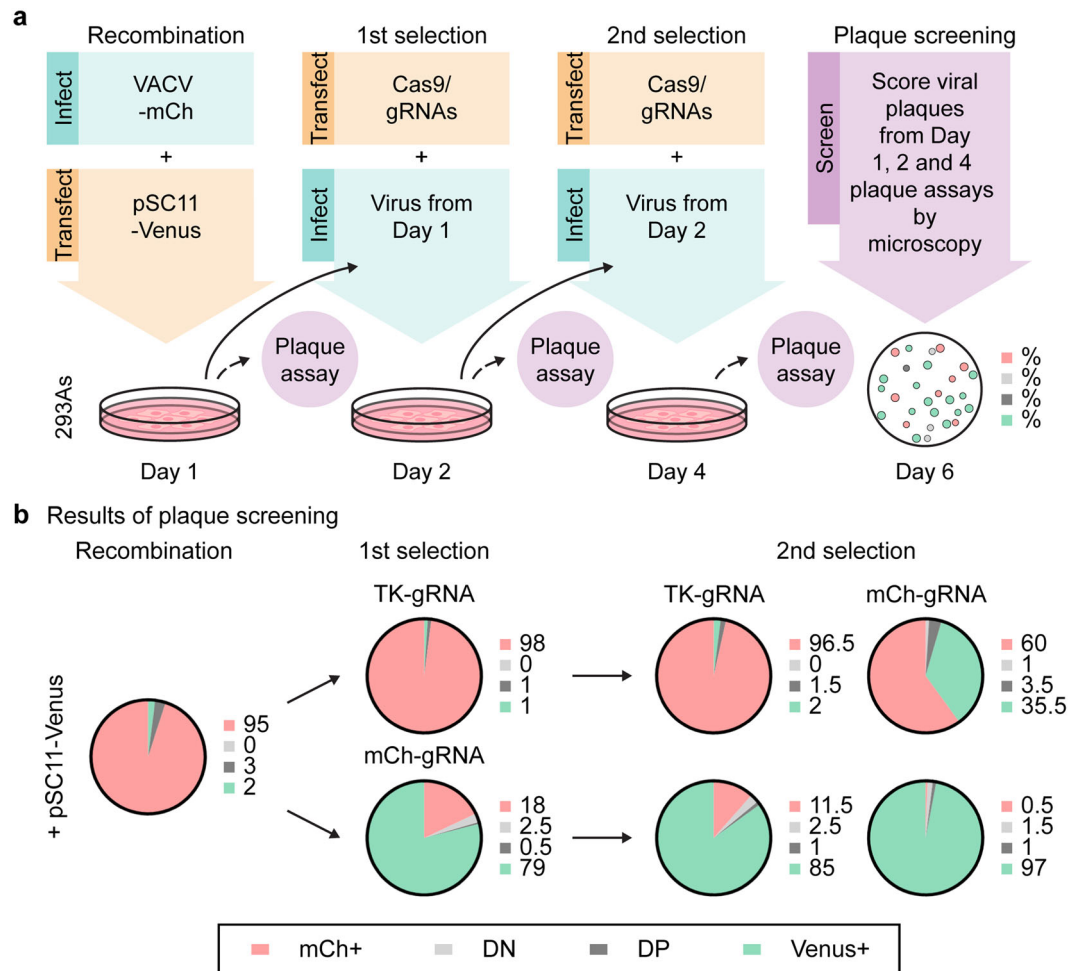 a
Recombination
1st selection
2nd selection
Plaque screening
Infect
VACV
-mCh
+
Transfect
pSC11
-Venus
Transfect
Cas9/
gRNAs
+
Infect
Virus from
Day 1
Transfect
Cas9/
gRNAs
+
Infect
Virus from
Day 2
Screen
Score viral
plaques
from Day
1, 2 and 4
plaque assays
by
microscopy
Plaque
assay
Plaque
assay
Plaque
assay
%
%
%
%
293As
Day 1
Day 2
Day 4
Day 6
b Results of plaque screening
Recombination
1st selection
2nd selection
+ pSC11-Venus
95
0
3
2
TK-gRNA
98
0
1
1
TK-gRNA
96.5
0
1.5
2
mCh-gRNA
60
1
3.5
35.5
mCh-gRNA
18
2.5
0.5
79
11.5
2.5
1
85
0.5
1.5
1
97
mCh+
DN
DP
Venus+